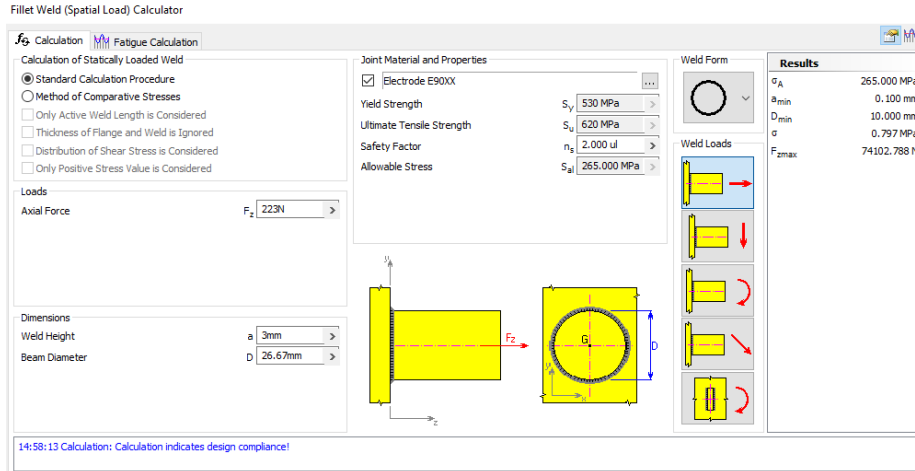 Fillet Weld (Spatial Load) Calculator
Calculation
Fatigue Calculation
Calculation of Statically Loaded Weld
Standard Calculation Procedure
Method of Comparative Stresses
Only Active Weld Length is Considered
Thickness of Flange and Weld is Ignored
Distribution of Shear Stress is Considered
Only Positive Stress Value is Considered
Loads
Axial Force Fz 223N >
Dimensions
Weld Height a 3mm >
Beam Diameter D 26.67mm >
Joint Material and Properties
Electrode E90XX ...
Yield Strength Sy 530 MPa >
Ultimate Tensile Strength Su 620 MPa >
Safety Factor ns 2.000 ul >
Allowable Stress Sal 265.000 MPa >
y
Fz
z
G
D
y
x
Weld Form
Weld Loads
Results
σA 265.000 MPa
amin 0.100 mm
Dmin 10.000 mm
σ 0.797 MPa
Fzmax 74102.788 N
14:58:13 Calculation: Calculation indicates design compliance!